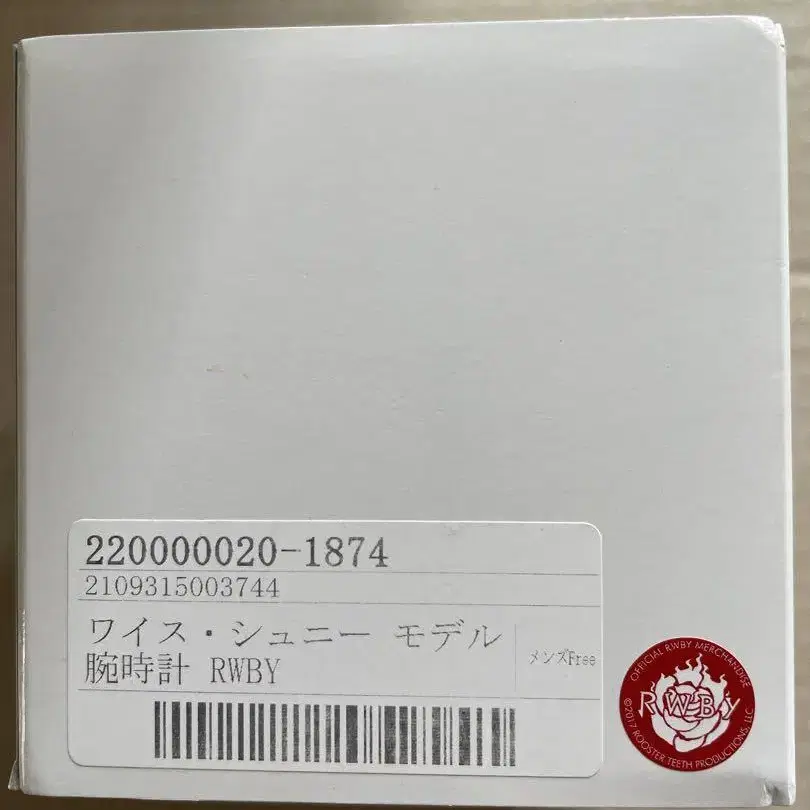 220000020-1874
2109315003744
ワイス・シュニー モデル
腕時計 RWBY
メンズFree
OFFICIAL RWBY MERCHANDISE
RWBY
©2017 ROOSTER TEETH PRODUCTIONS, LLC